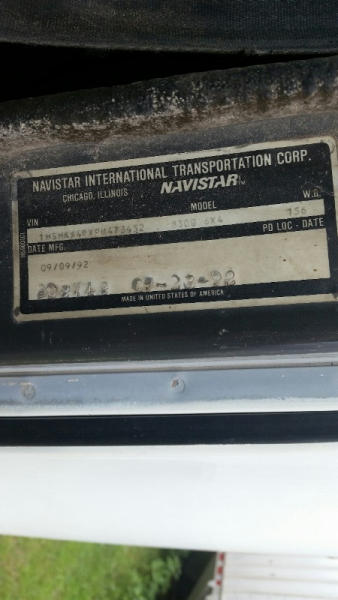 NAVISTAR INTERNATIONAL TRANSPORTATION CORP.
CHICAGO, ILLINOIS NAVISTAR
VIN MODEL W.B.
6X4 156
DATE MFG. PD LOC - DATE
09/09/92
MADE IN UNITED STATES OF AMERICA